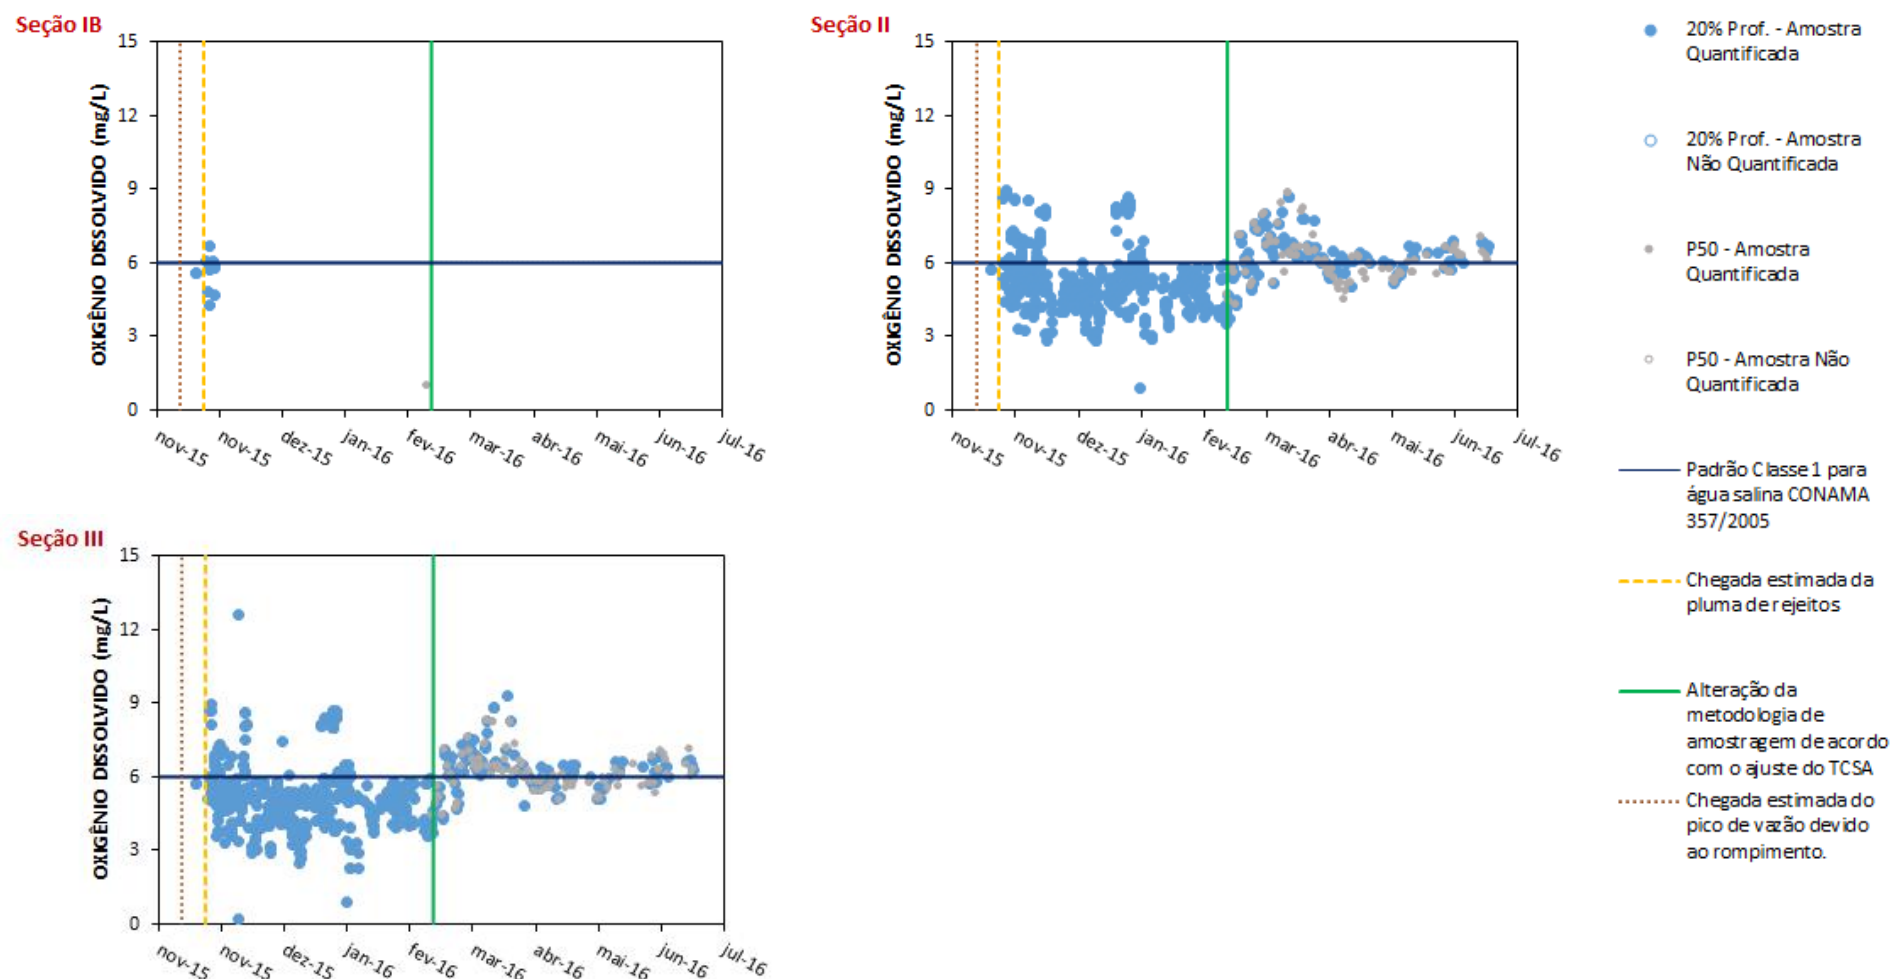 Seção IB
OXIGÊNIO DISSOLVIDO (mg/L)
15
12
9
6
3
0
nov-15
nov-15
dez-15
jan-16
fev-16
mar-16
abr-16
mai-16
jun-16
jul-16
Seção II
OXIGÊNIO DISSOLVIDO (mg/L)
15
12
9
6
3
0
nov-15
nov-15
dez-15
jan-16
fev-16
mar-16
abr-16
mai-16
jun-16
jul-16
Seção III
OXIGÊNIO DISSOLVIDO (mg/L)
15
12
9
6
3
0
nov-15
nov-15
dez-15
jan-16
fev-16
mar-16
abr-16
mai-16
jun-16
jul-16
20% Prof. - Amostra
Quantificada
20% Prof. - Amostra
Não Quantificada
P50 - Amostra
Quantificada
P50 - Amostra Não
Quantificada
Padrão Classe 1 para
água salina CONAMA
357/2005
Chegada estimada da
pluma de rejeitos
Alteração da
metodologia de
amostragem de acordo
com o ajuste do TCSA
Chegada estimada do
pico de vazão devido
ao rompimento.